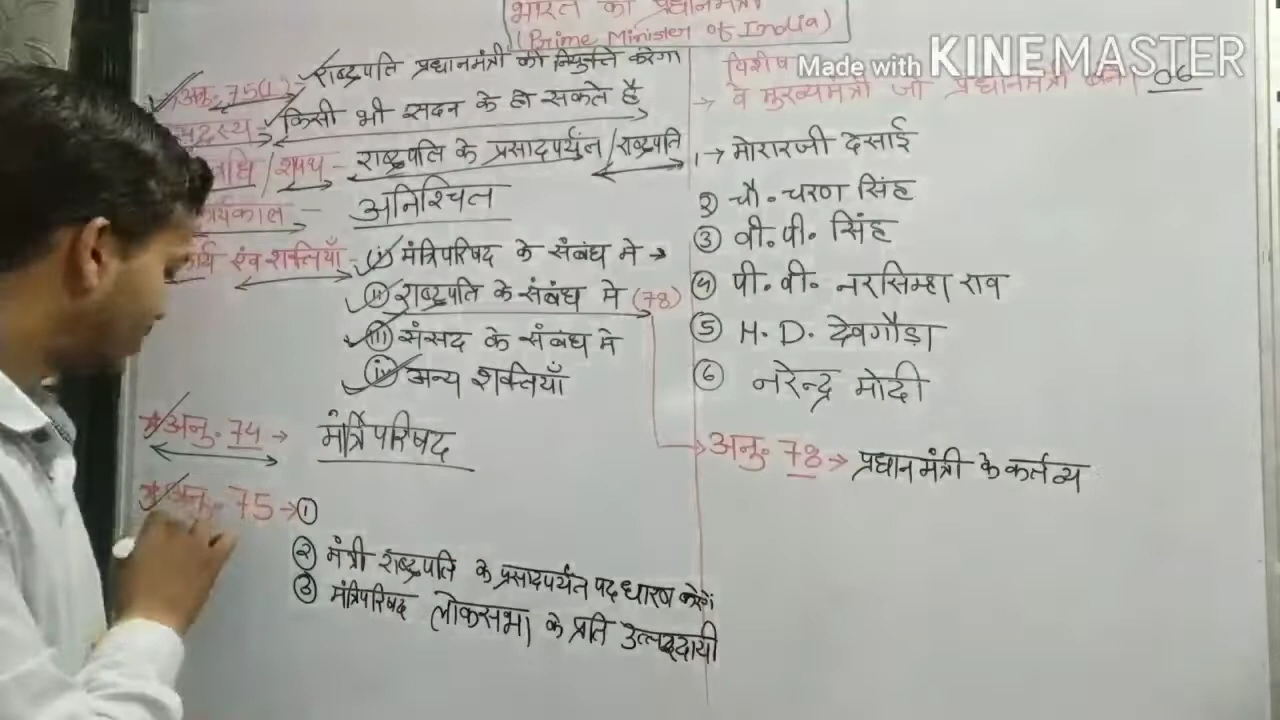 भारत का प्रधानमंत्री
(Prime Minister of India)
अनु. 75(1) राष्ट्रपति प्रधानमंत्री की नियुक्ति करेगा
सदस्य - किसी भी सदन के हो सकते है
/ शपथ - राष्ट्रपति के प्रसादपर्युन्त / राष्ट्रपति
कार्यकाल - अनिश्चित
कार्य एंव शक्तियाँ - (i) मंत्रिपरिषद के संबंध मे →
(ii) राष्ट्रपति के संबंध मे (78)
(iii) संसद के संबंध मे
(iv) अन्य शक्तियाँ
★ अनु. 74 → मंत्रिपरिषद
★ अनु. 75 → ①
② मंत्री राष्ट्रपति के प्रसादपर्यंत पद धारण करेगें
③ मंत्रिपरिषद लोकसभा के प्रति उत्तरदायी
Made with KINEMASTER
→ वे मुख्यमंत्री जो प्रधानमंत्री बने 06
1 → मोरारजी देसाई
2 चौ. चरण सिंह
③ वी. पी. सिंह
④ पी. वी. नरसिम्हा राव
⑤ H. D. देवगौड़ा
⑥ नरेन्द्र मोदी
अनु. 78 → प्रधानमंत्री के कर्तव्य